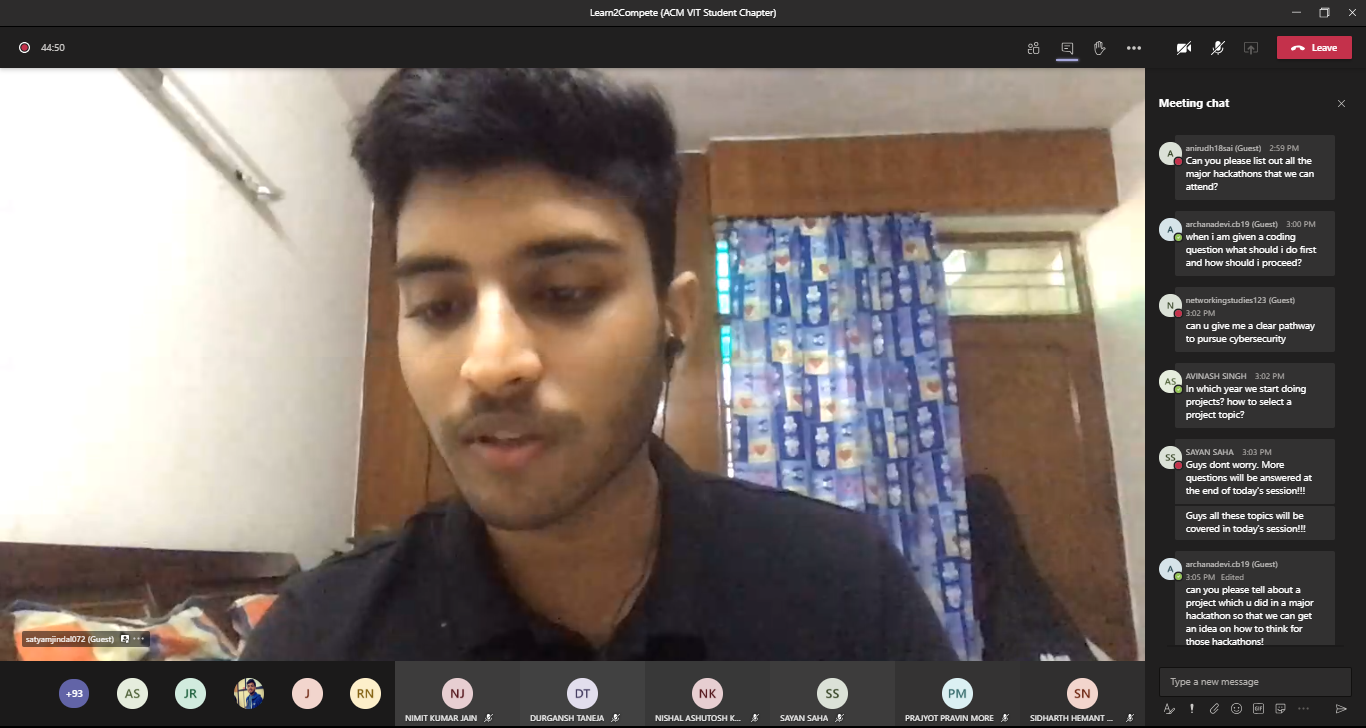 Learn2Compete (ACM VIT Student Chapter)
44:50
Leave
Meeting chat
A
anirudh18sai (Guest) 2:59 PM
Can you please list out all the
major hackathons that we can
attend?
A
archanadevi.cb19 (Guest) 3:00 PM
when i am given a coding
question what should i do first
and how should i proceed?
N
networkingstudies123 (Guest)
3:02 PM
can u give me a clear pathway
to pursue cybersecurity
AS
AVINASH SINGH 3:02 PM
In which year we start doing
projects? how to select a
project topic?
SS
SAYAN SAHA 3:03 PM
Guys dont worry. More
questions will be answered at
the end of today's session!!!
Guys all these topics will be
covered in today's session!!!
A
archanadevi.cb19 (Guest)
3:05 PM Edited
can you please tell about a
project which u did in a major
hackathon so that we can get
an idea on how to think for
those hackathons!
Type a new message
GIF
satyamjindal072 (Guest)
+93
AS
JR
J
RN
NJ
NIMIT KUMAR JAIN
DT
DURGANSH TANEJA
NK
NISHAL ASHUTOSH K...
SS
SAYAN SAHA
PM
PRAJYOT PRAVIN MORE
SN
SIDHARTH HEMANT ...